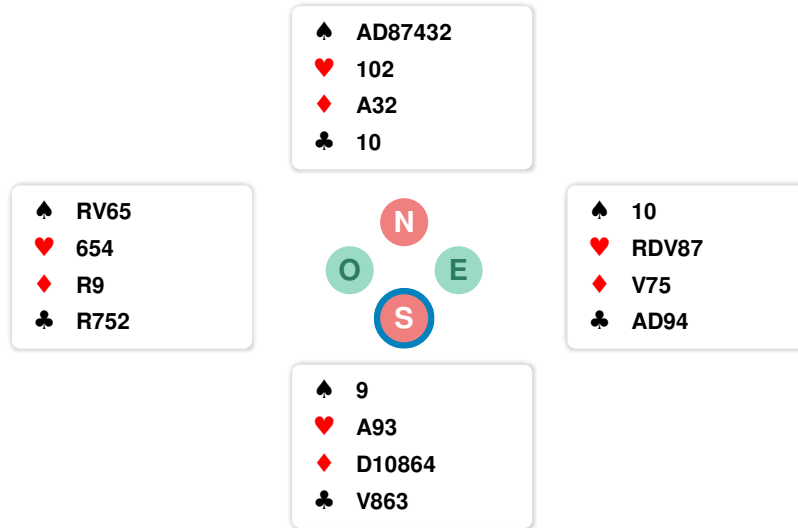 ♠ AD87432
♥ 102
♦ A32
♣ 10
♠ RV65
♥ 654
♦ R9
♣ R752
N
O E
S
♠ 10
♥ RDV87
♦ V75
♣ AD94
♠ 9
♥ A93
♦ D10864
♣ V863